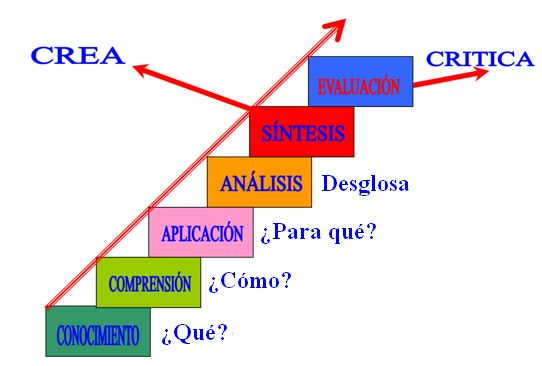 CREA
CRITICA
EVALUACIÓN
SÍNTESIS
ANÁLISIS Desglosa
APLICACIÓN ¿Para qué?
COMPRENSIÓN ¿Cómo?
CONOCIMIENTO ¿Qué?